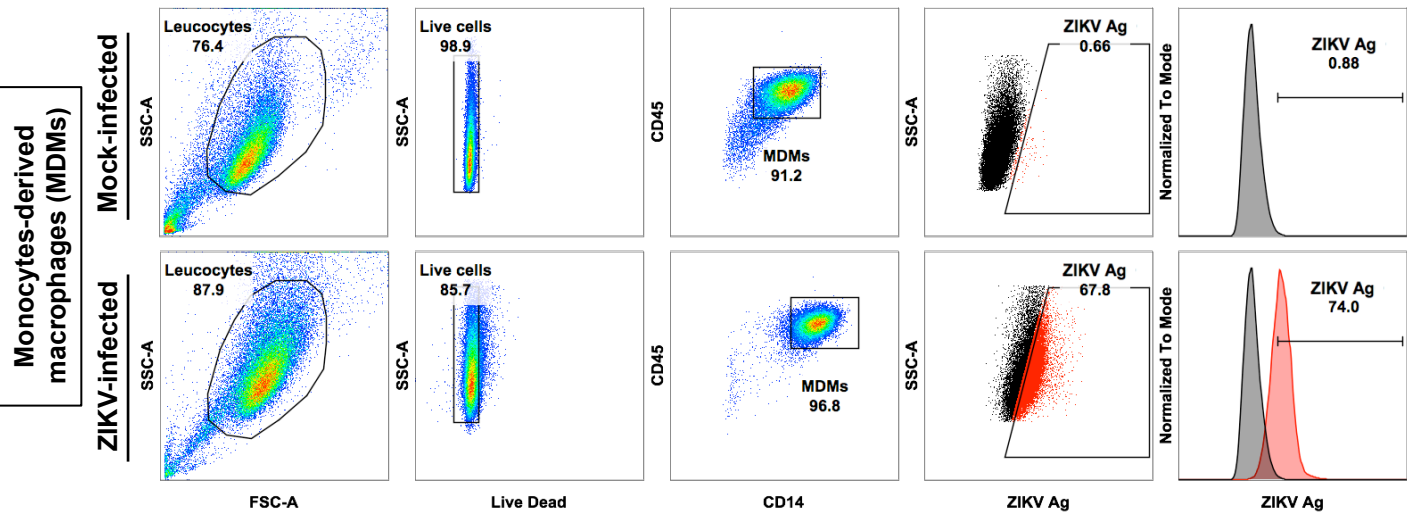 Monocytes-derived
macrophages (MDMs)
Mock-infected
Leucocytes
76.4
SSC-A
Live cells
98.9
SSC-A
CD45
MDMs
91.2
ZIKV Ag
0.66
SSC-A
Normalized To Mode
ZIKV Ag
0.88
ZIKV-infected
Leucocytes
87.9
SSC-A
FSC-A
Live cells
85.7
SSC-A
Live Dead
CD45
MDMs
96.8
CD14
ZIKV Ag
67.8
SSC-A
ZIKV Ag
Normalized To Mode
ZIKV Ag
74.0
ZIKV Ag